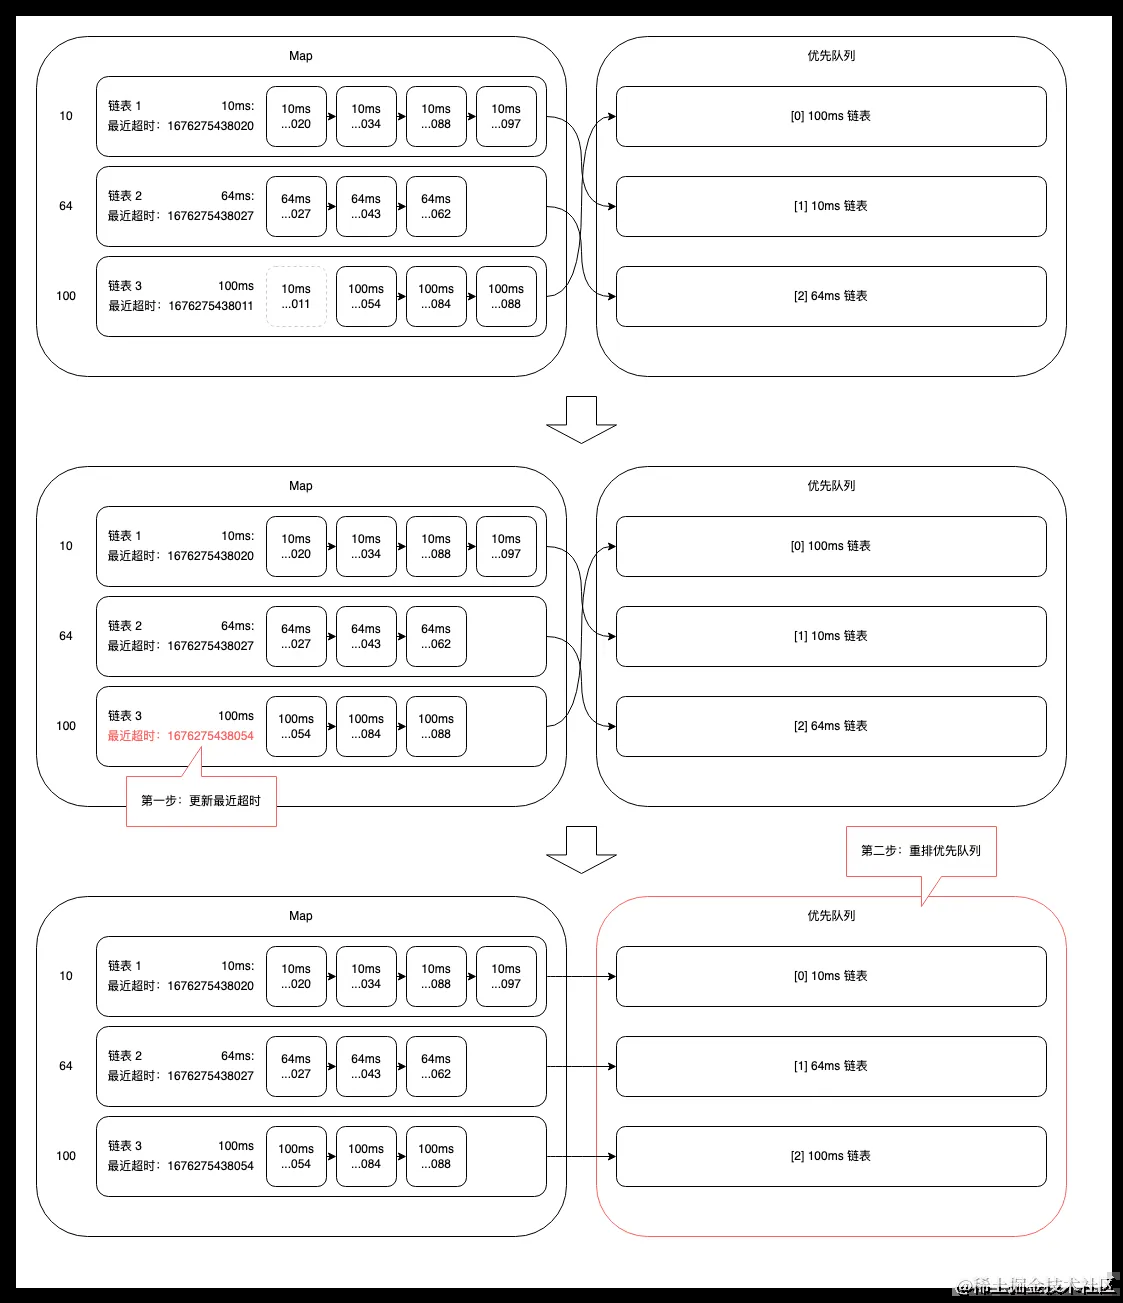 Map
优先队列
10
链表 1 10ms:
最近超时：1676275438020
10ms
...020
10ms
...034
10ms
...088
10ms
...097
[0] 100ms 链表
64
链表 2 64ms:
最近超时：1676275438027
64ms
...027
64ms
...043
64ms
...062
[1] 10ms 链表
100
链表 3 100ms
最近超时：1676275438011
10ms
...011
100ms
...054
100ms
...084
100ms
...088
[2] 64ms 链表
Map
优先队列
10
链表 1 10ms:
最近超时：1676275438020
10ms
...020
10ms
...034
10ms
...088
10ms
...097
[0] 100ms 链表
64
链表 2 64ms:
最近超时：1676275438027
64ms
...027
64ms
...043
64ms
...062
[1] 10ms 链表
100
链表 3 100ms
最近超时：1676275438054
100ms
...054
100ms
...084
100ms
...088
[2] 64ms 链表
第一步：更新最近超时
第二步：重排优先队列
Map
优先队列
10
链表 1 10ms:
最近超时：1676275438020
10ms
...020
10ms
...034
10ms
...088
10ms
...097
[0] 10ms 链表
64
链表 2 64ms:
最近超时：1676275438027
64ms
...027
64ms
...043
64ms
...062
[1] 64ms 链表
100
链表 3 100ms
最近超时：1676275438054
100ms
...054
100ms
...084
100ms
...088
[2] 100ms 链表
@稀土掘金技术社区